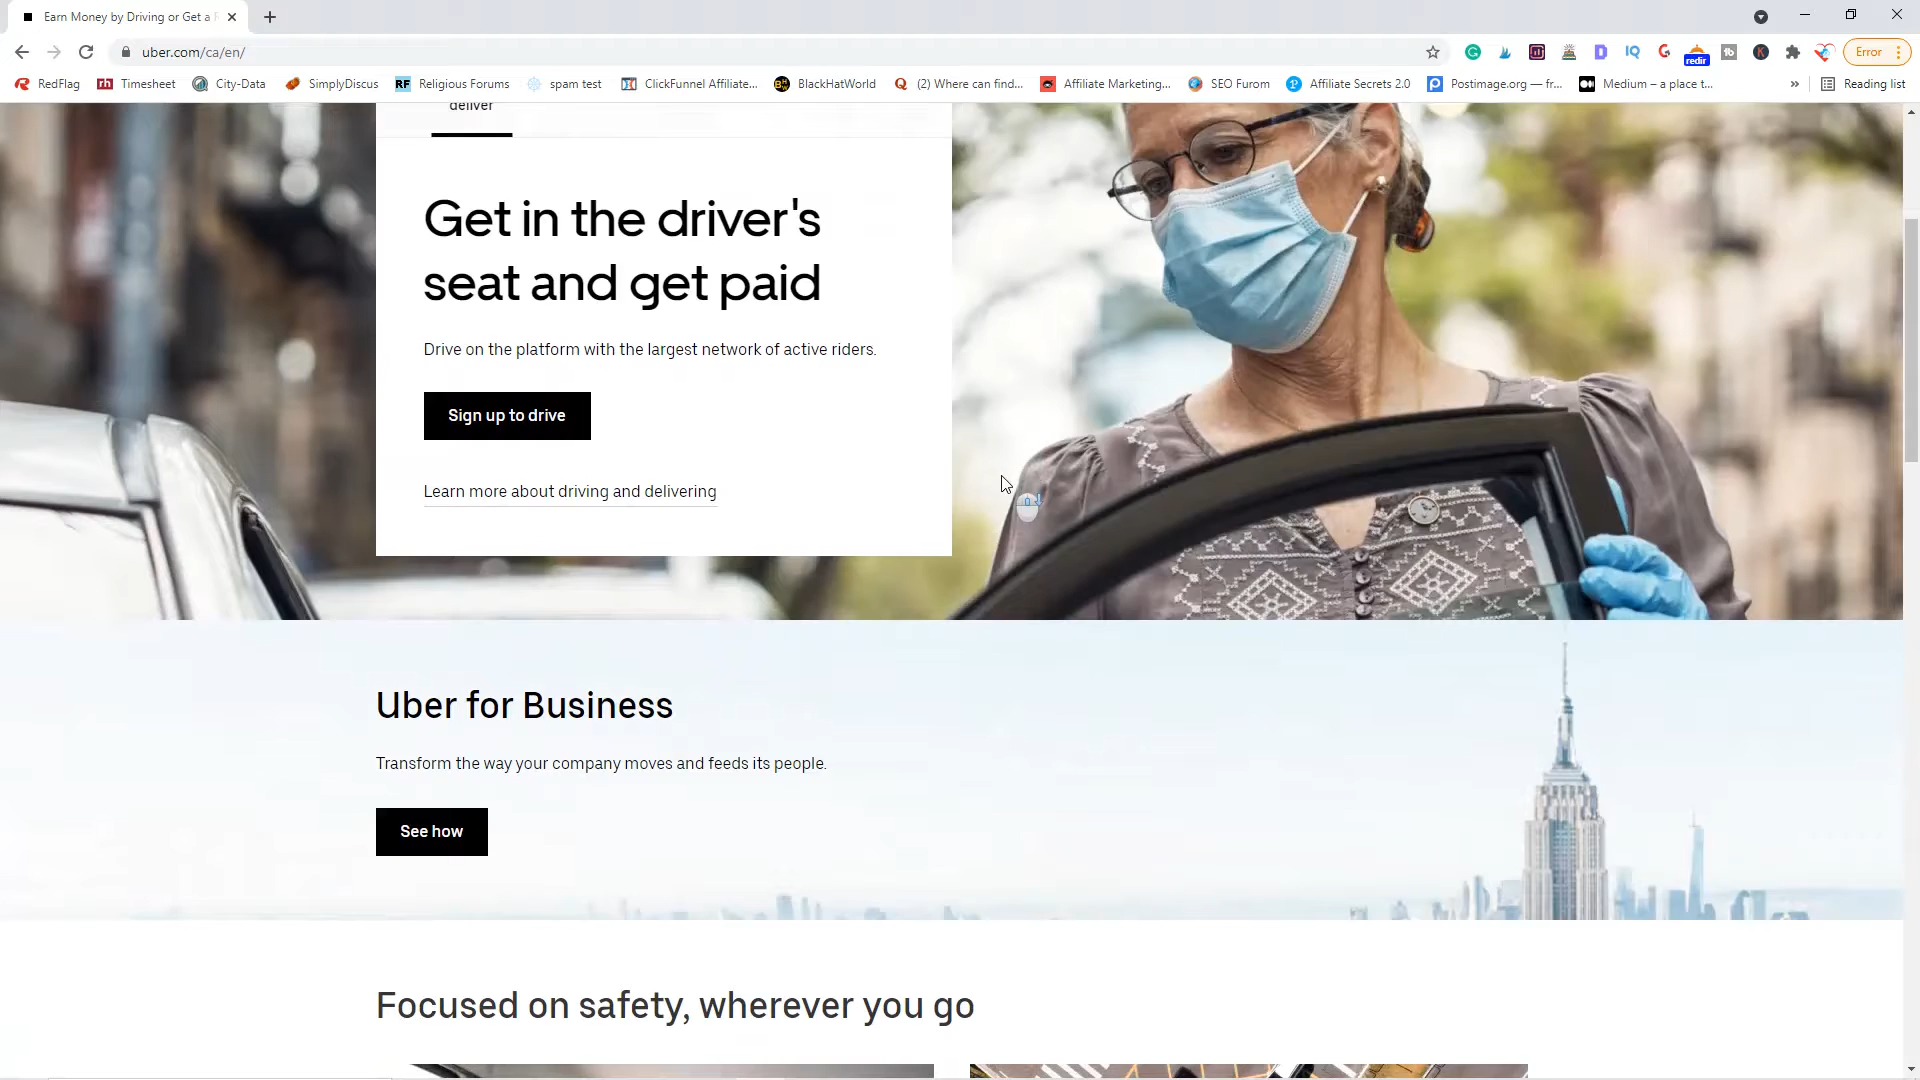 Earn Money by Driving or Get a
uber.com/ca/en/
Error
RedFlag
Timesheet
City-Data
SimplyDiscus
Religious Forums
spam test
ClickFunnel Affiliate...
BlackHatWorld
(2) Where can find...
Affiliate Marketing...
SEO Furom
Affiliate Secrets 2.0
Postimage.org — fr...
Medium – a place t...
»
Reading list
redir
deliver
Get in the driver's
seat and get paid
Drive on the platform with the largest network of active riders.
Sign up to drive
Learn more about driving and delivering
Uber for Business
Transform the way your company moves and feeds its people.
See how
Focused on safety, wherever you go